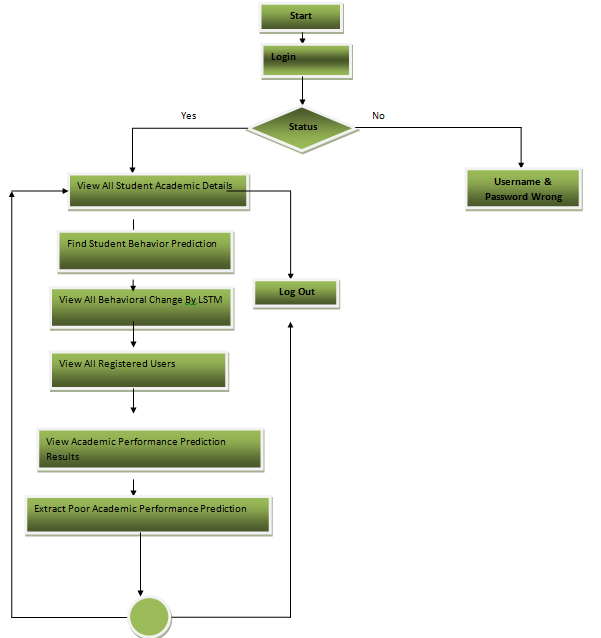 Start
Login
Status
Yes
No
View All Student Academic Details
Username &
Password Wrong
Find Student Behavior Prediction
View All Behavioral Change By LSTM
Log Out
View All Registered Users
View Academic Performance Prediction
Results
Extract Poor Academic Performance Prediction